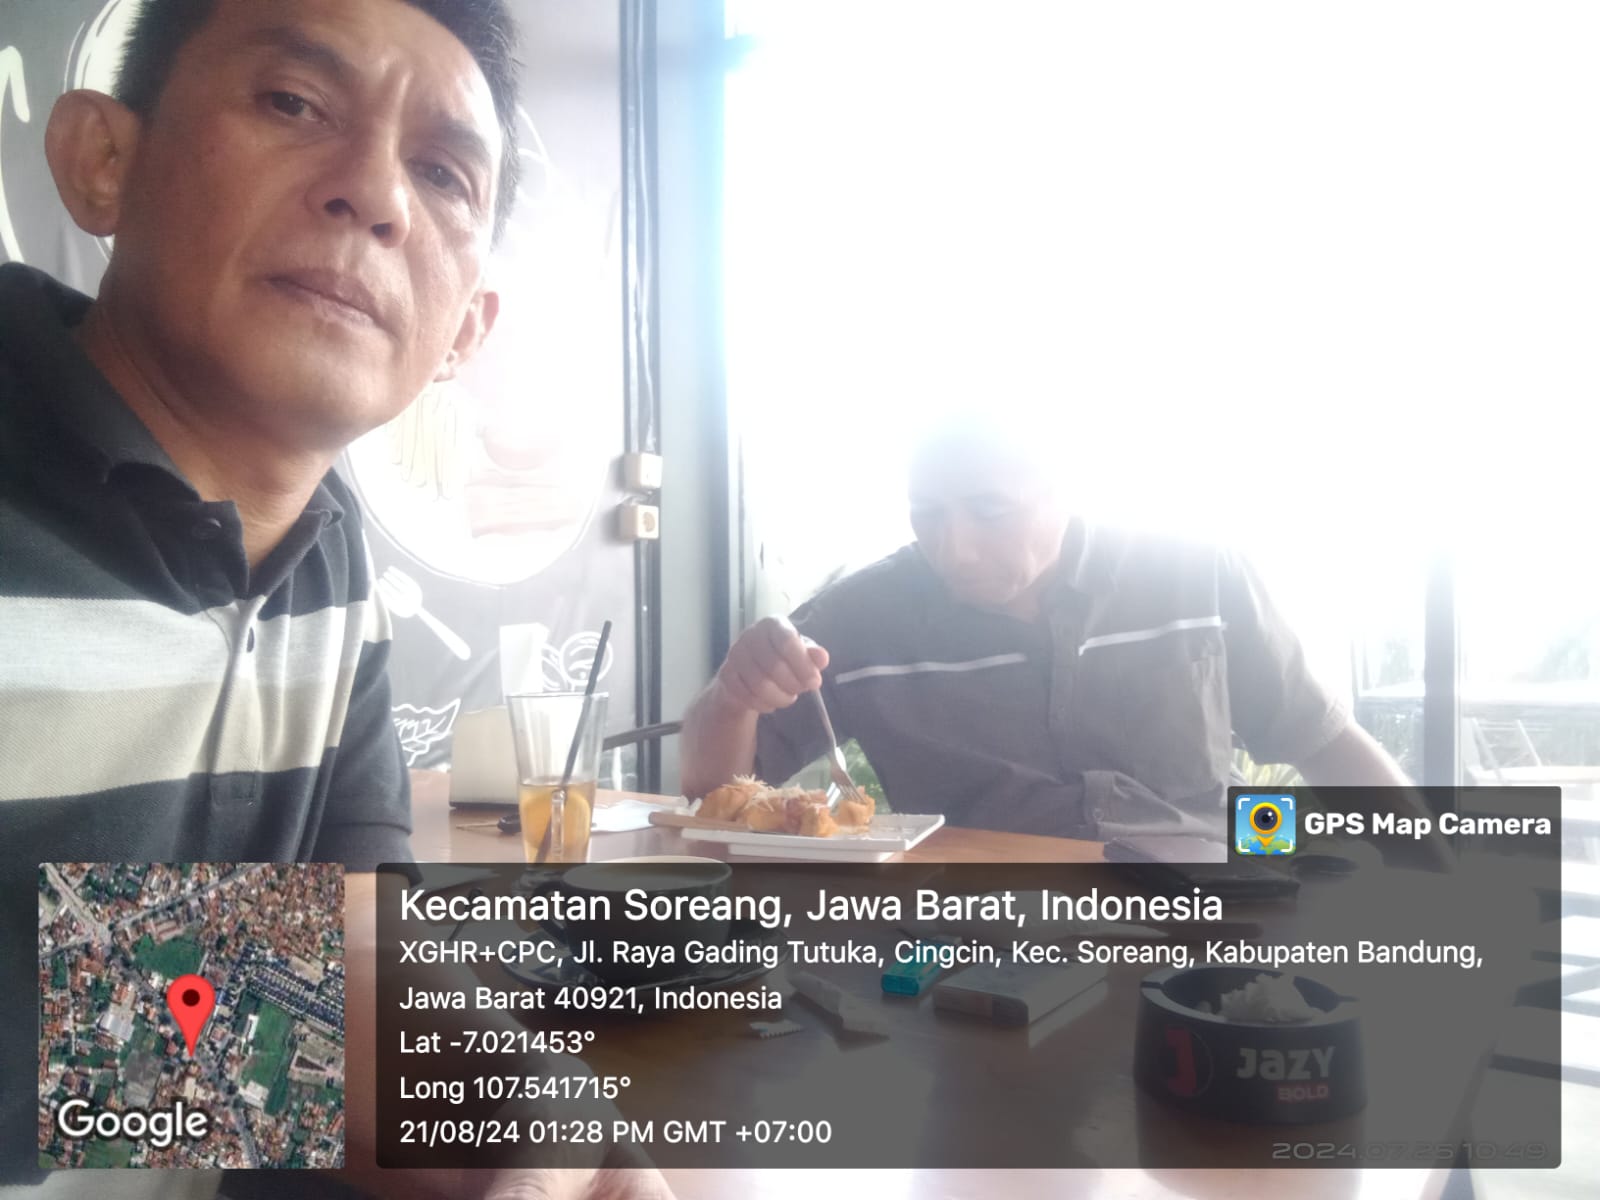 GPS Map Camera
Kecamatan Soreang, Jawa Barat, Indonesia
XGHR+CPC, Jl. Raya Gading Tutuka, Cingcin, Kec. Soreang, Kabupaten Bandung,
Jawa Barat 40921, Indonesia
Lat -7.021453°
Long 107.541715°
21/08/24 01:28 PM GMT +07:00
Google
JAZY
BOLD
2024.07.25 10:49